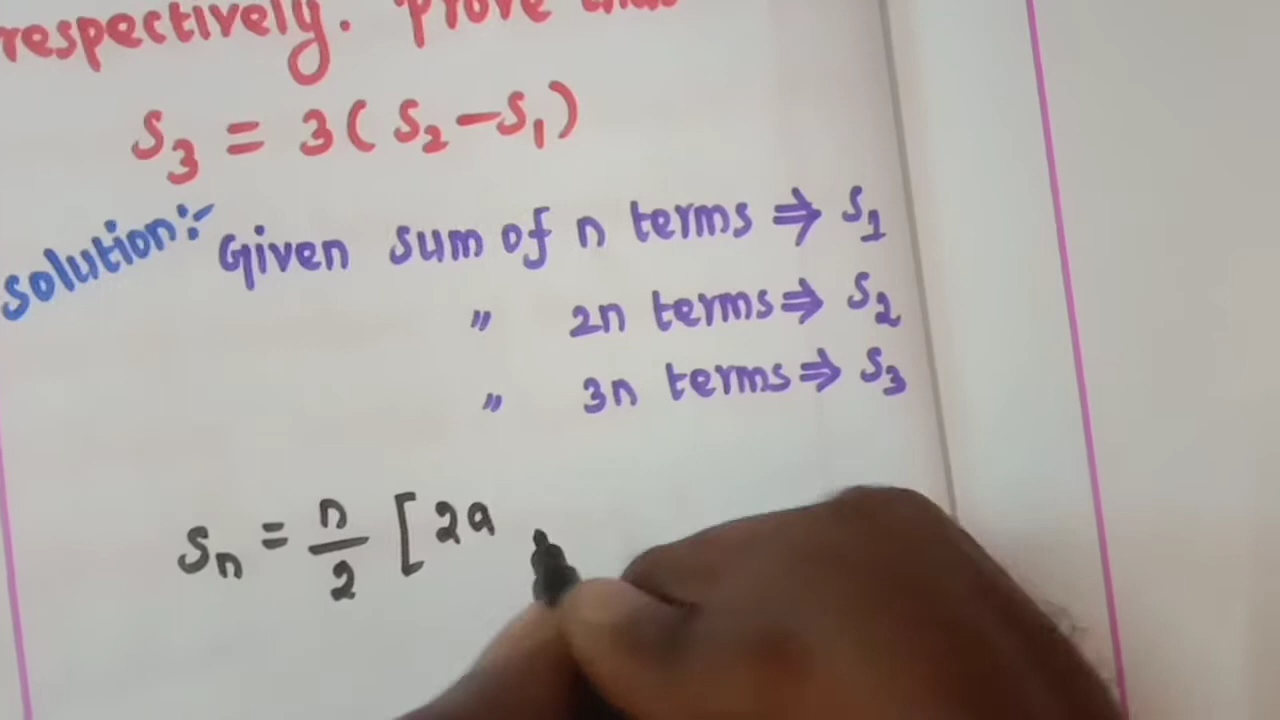 respectively. Prove that
S₃ = 3(S₂-S₁)
solution:- Given sum of n terms ⇒ S₁
〃 2n terms ⇒ S₂
〃 3n terms ⇒ S₃
Sₙ = n/2 [2a